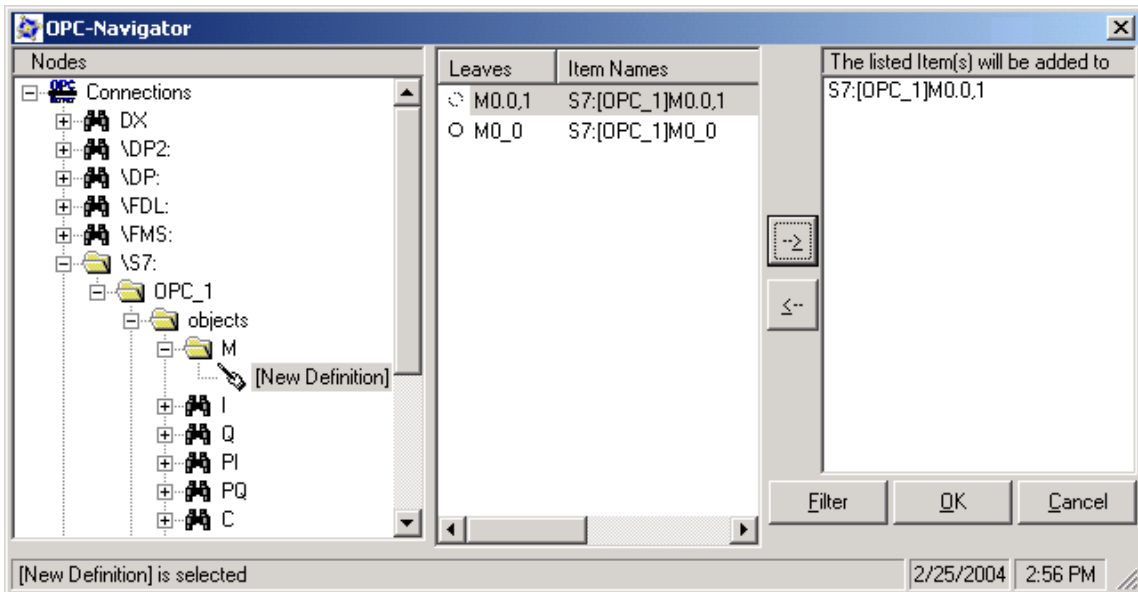 OPC-Navigator
Nodes
OPC
SERVER
Connections
DX
\DP2:
\DP:
\FDL:
\FMS:
\S7:
OPC_1
objects
M
[New Definition]
I
Q
PI
PQ
C
Leaves Item Names
M0.0,1 S7:[OPC_1]M0.0,1
M0_0 S7:[OPC_1]M0_0
-->
<--
The listed Item(s) will be added to
S7:[OPC_1]M0.0,1
Filter OK Cancel
[New Definition] is selected 2/25/2004 2:56 PM